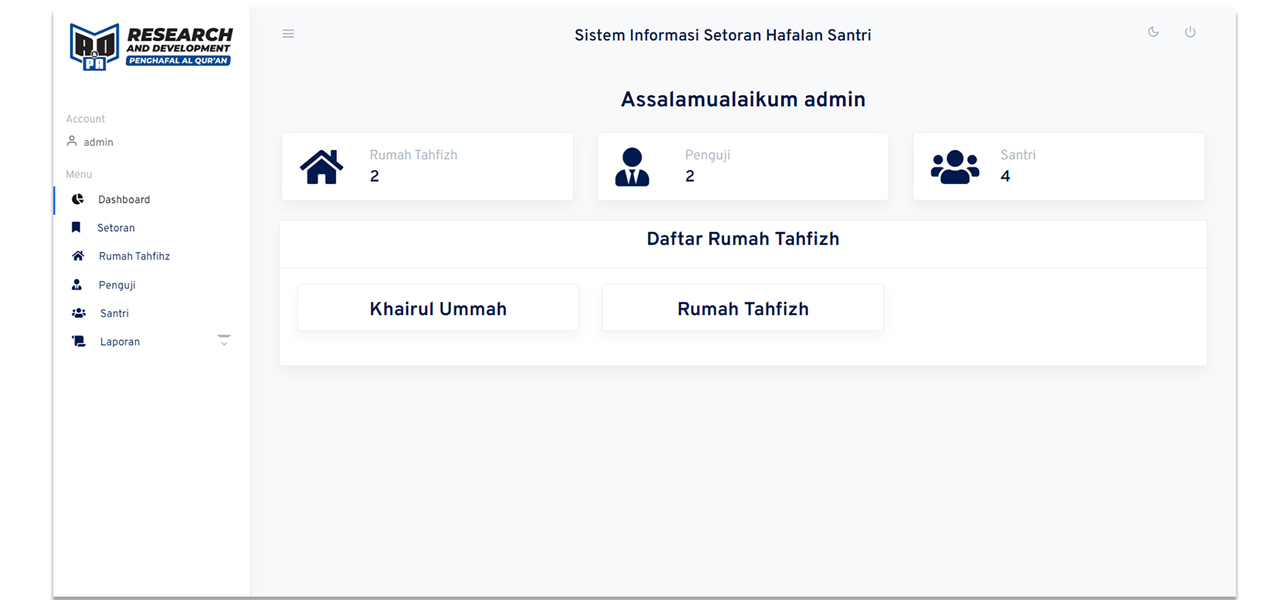 RESEARCH
AND DEVELOPMENT
PENGHAFAL AL QUR'AN
R&D
PA
Sistem Informasi Setoran Hafalan Santri
Account
admin
Menu
Dashboard
Setoran
Rumah Tahfihz
Penguji
Santri
Laporan
Assalamualaikum admin
Rumah Tahfizh
2
Penguji
2
Santri
4
Daftar Rumah Tahfizh
Khairul Ummah
Rumah Tahfizh